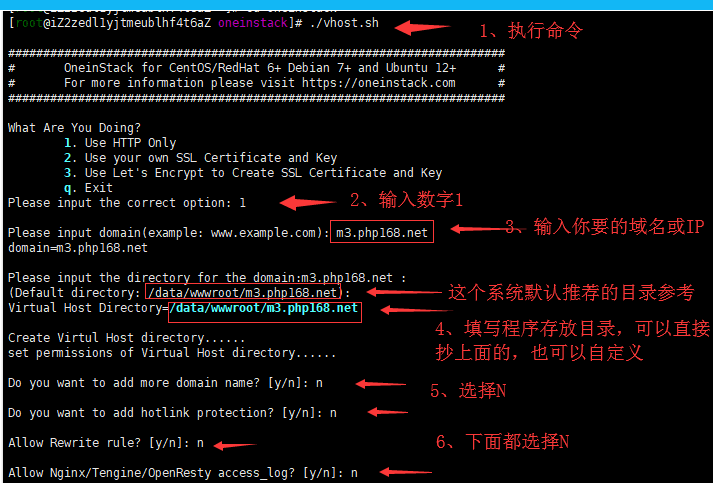 [root@iZ2zedl1yjtmeublhf4t6aZ oneinstack]# ./vhost.sh
1、执行命令
#######################################################################
#       OneinStack for CentOS/RedHat 6+ Debian 7+ and Ubuntu 12+      #
#       For more information please visit https://oneinstack.com      #
#######################################################################
What Are You Doing?
1. Use HTTP Only
2. Use your own SSL Certificate and Key
3. Use Let's Encrypt to Create SSL Certificate and Key
q. Exit
Please input the correct option: 1
2、输入数字1
Please input domain(example: www.example.com): m3.php168.net
3、输入你要的域名或IP
domain=m3.php168.net
Please input the directory for the domain:m3.php168.net :
(Default directory: /data/wwwroot/m3.php168.net):
这个系统默认推荐的目录参考
Virtual Host Directory=/data/wwwroot/m3.php168.net
4、填写程序存放目录，可以直接
抄上面的，也可以自定义
Create Virtul Host directory......
set permissions of Virtual Host directory......
Do you want to add more domain name? [y/n]: n
5、选择N
Do you want to add hotlink protection? [y/n]: n
Allow Rewrite rule? [y/n]: n
6、下面都选择N
Allow Nginx/Tengine/OpenResty access_log? [y/n]: n